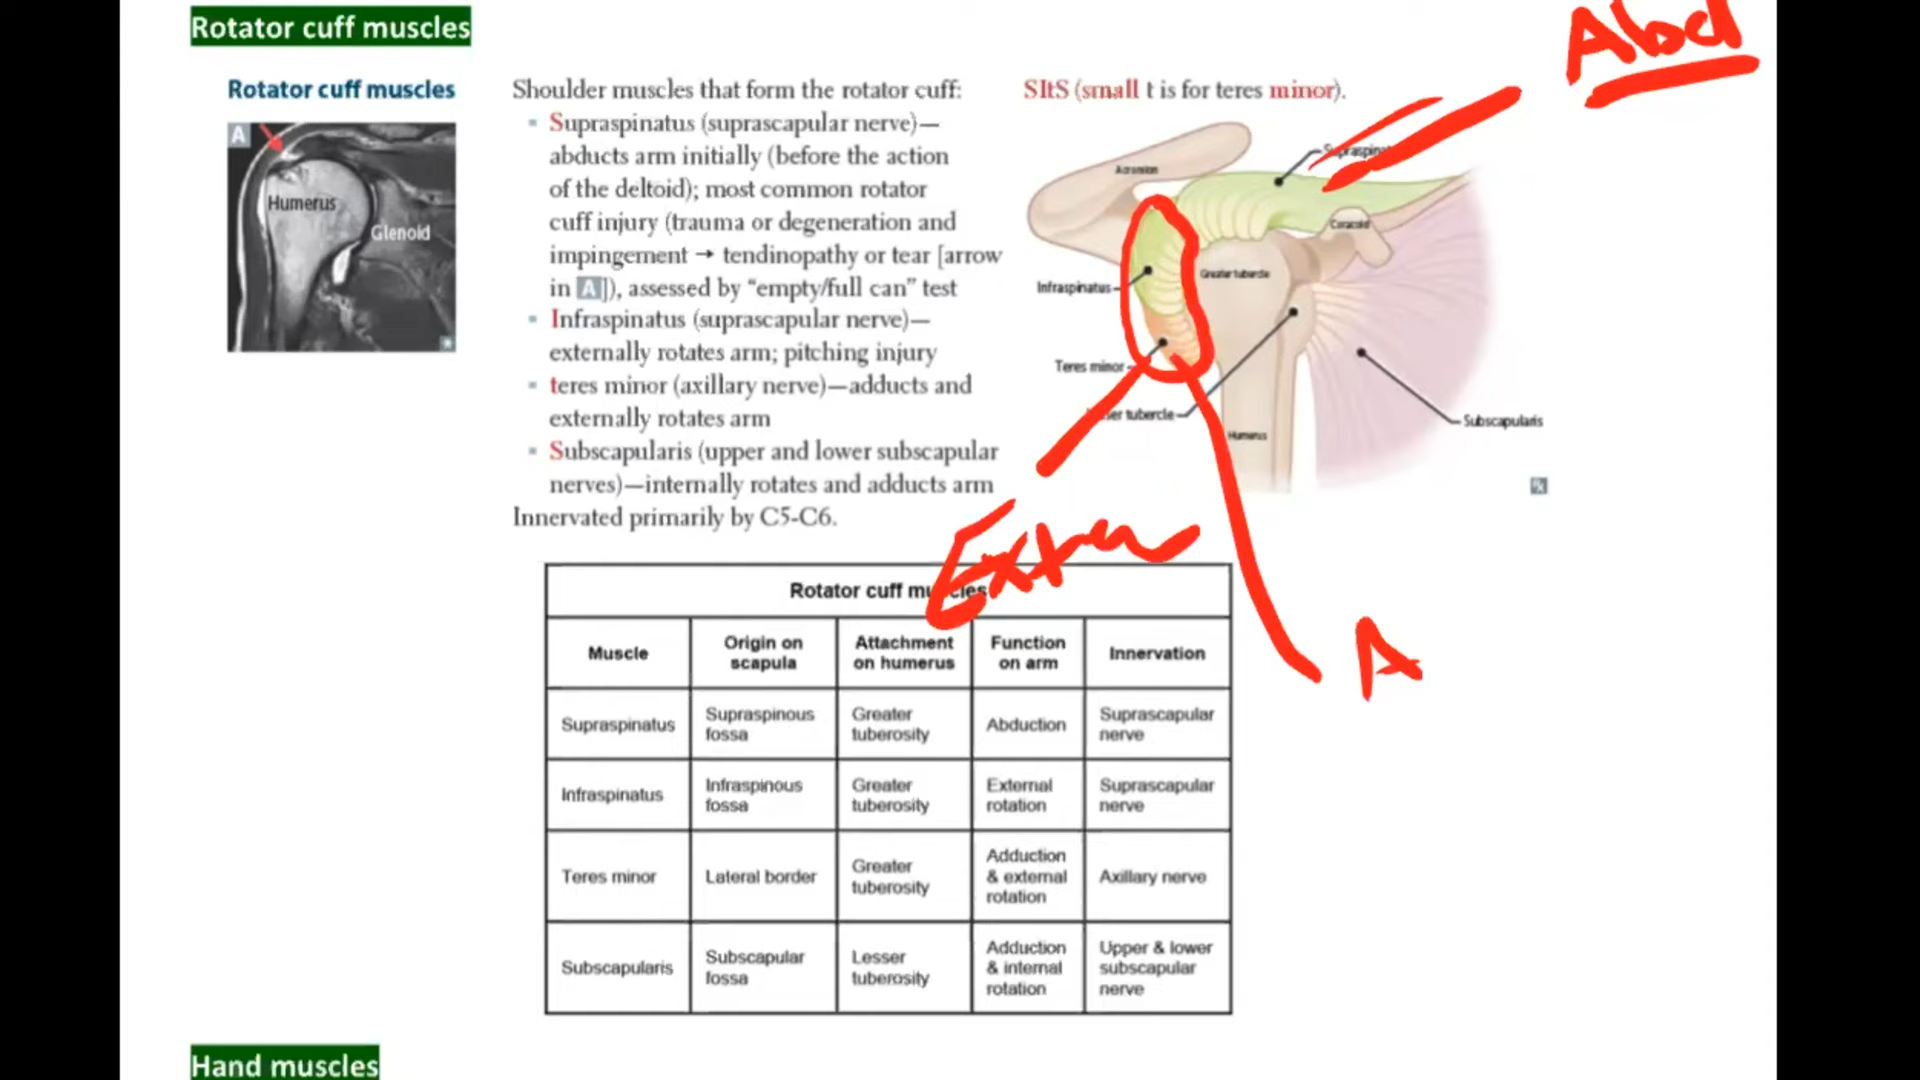 Rotator cuff muscles
Abd
Rotator cuff muscles
A
Humerus
Glenoid
Shoulder muscles that form the rotator cuff:
▪ Supraspinatus (suprascapular nerve)—
abducts arm initially (before the action
of the deltoid); most common rotator
cuff injury (trauma or degeneration and
impingement → tendinopathy or tear [arrow
in A]), assessed by “empty/full can” test
▪ Infraspinatus (suprascapular nerve)—
externally rotates arm; pitching injury
▪ teres minor (axillary nerve)—adducts and
externally rotates arm
▪ Subscapularis (upper and lower subscapular
nerves)—internally rotates and adducts arm
Innervated primarily by C5-C6.
SItS (small t is for teres minor).
Acromion
Coracoid
Greater tubercle
Infraspinatus
Teres minor
tubercle
Humerus
Subscapularis
A
Rotator cuff muscles
Muscle
Origin on
scapula
Attachment
on humerus
Function
on arm
Innervation
Supraspinatus
Supraspinous
fossa
Greater
tuberosity
Abduction
Suprascapular
nerve
Infraspinatus
Infraspinous
fossa
Greater
tuberosity
External
rotation
Suprascapular
nerve
Teres minor
Lateral border
Greater
tuberosity
Adduction
& external
rotation
Axillary nerve
Subscapularis
Subscapular
fossa
Lesser
tuberosity
Adduction
& internal
rotation
Upper & lower
subscapular
nerve
Hand muscles